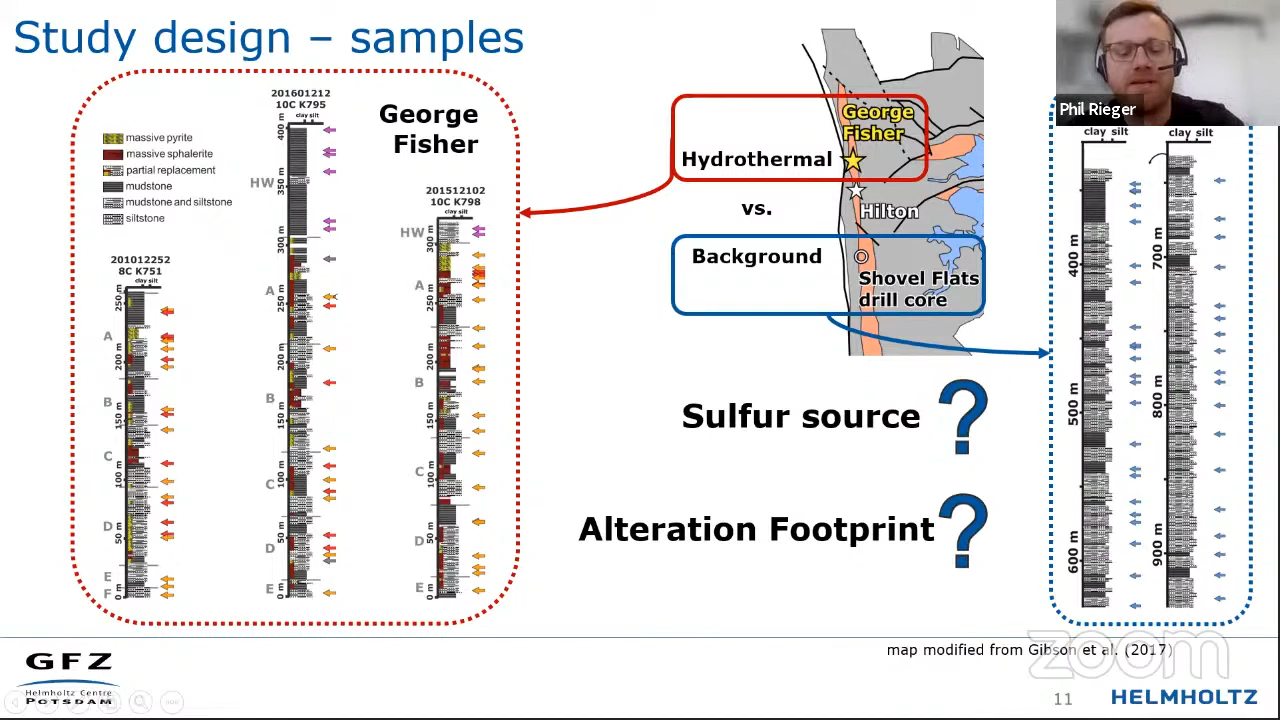 Study design – samples
George
Fisher
massive pyrite
massive sphalerite
partial replacement
mudstone
mudstone and siltstone
siltstone
201012252
8C K751
clay silt
250 m
200 m
150 m
100 m
50 m
0 m
A
B
C
D
E
F
201601212
10C K795
clay silt
400 m
350 m
300 m
250 m
200 m
150 m
100 m
50 m
0 m
HW
A
B
C
D
E
201512102
10C K798
clay silt
300 m
250 m
200 m
150 m
100 m
50 m
0 m
HW
A
B
C
D
E
Hydrothermal
vs.
Background
George
Fisher
Hilton
Shovel Flats
drill core
Sulfur source ?
Alteration Footprint ?
Phil Rieger
clay silt
400 m
500 m
600 m
clay silt
700 m
800 m
900 m
map modified from Gibson et al. (2017)
zoom
GFZ
Helmholtz Centre
POTSDAM
11
HELMHOLTZ